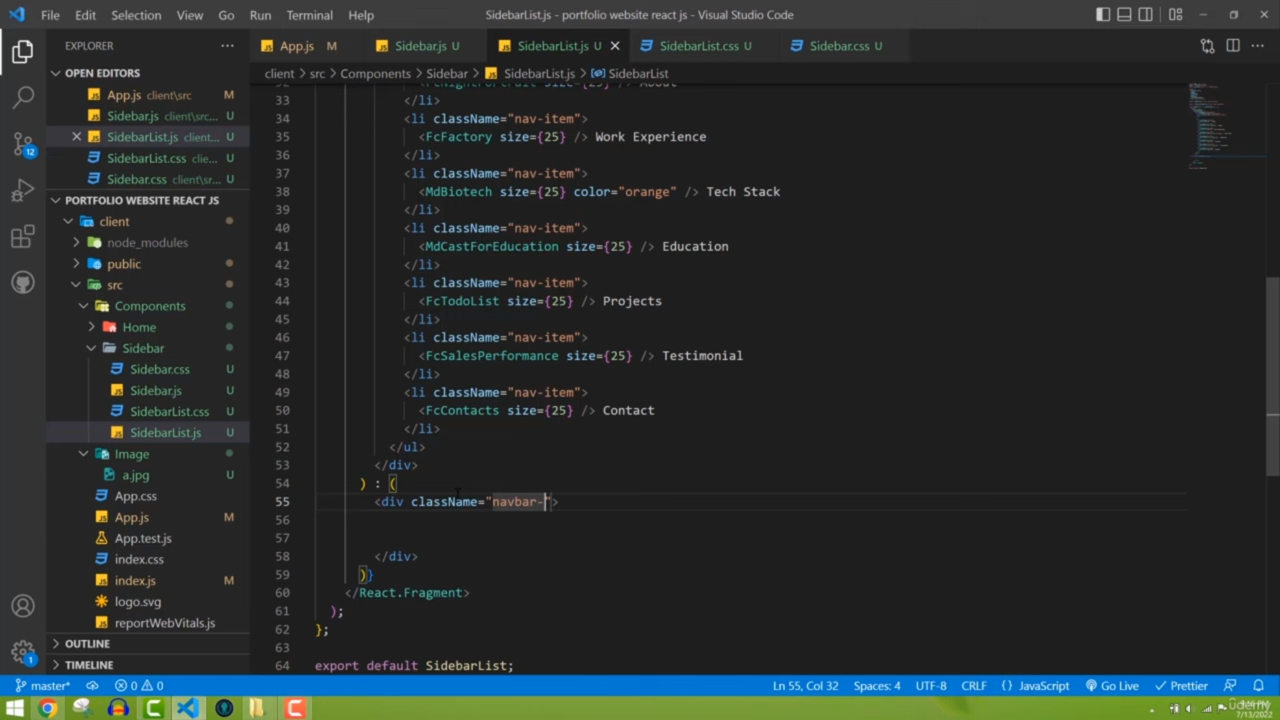 File Edit Selection View Go Run Terminal Help SidebarList.js - portfolio website react js - Visual Studio Code
EXPLORER
OPEN EDITORS
App.js client\src M
Sidebar.js client\src... U
SidebarList.js client... U
SidebarList.css clie... U
Sidebar.css client\sr... U
PORTFOLIO WEBSITE REACT JS
client
node_modules
public
src
Components
Home
Sidebar
Sidebar.css U
Sidebar.js U
SidebarList.css U
SidebarList.js U
Image
a.jpg U
App.css
App.js M
App.test.js
index.css
index.js M
logo.svg
reportWebVitals.js
OUTLINE
TIMELINE
12
1
App.js M Sidebar.js U SidebarList.js U SidebarList.css U Sidebar.css U
client > src > Components > Sidebar > SidebarList.js > SidebarList
32 <FcNightPortrait size={25} /> About
33 </li>
34 <li className="nav-item">
35 <FcFactory size={25} /> Work Experience
36 </li>
37 <li className="nav-item">
38 <MdBiotech size={25} color="orange" /> Tech Stack
39 </li>
40 <li className="nav-item">
41 <MdCastForEducation size={25} /> Education
42 </li>
43 <li className="nav-item">
44 <FcTodoList size={25} /> Projects
45 </li>
46 <li className="nav-item">
47 <FcSalesPerformance size={25} /> Testimonial
48 </li>
49 <li className="nav-item">
50 <FcContacts size={25} /> Contact
51 </li>
52 </ul>
53 </div>
54 ) : (
55 <div className="navbar-">
56
57
58 </div>
59 )}
60 </React.Fragment>
61 );
62 };
63
64 export default SidebarList;
master* 0 0 Ln 55, Col 32 Spaces: 4 UTF-8 CRLF {} JavaScript Go Live Prettier
7/13/2022
udemy